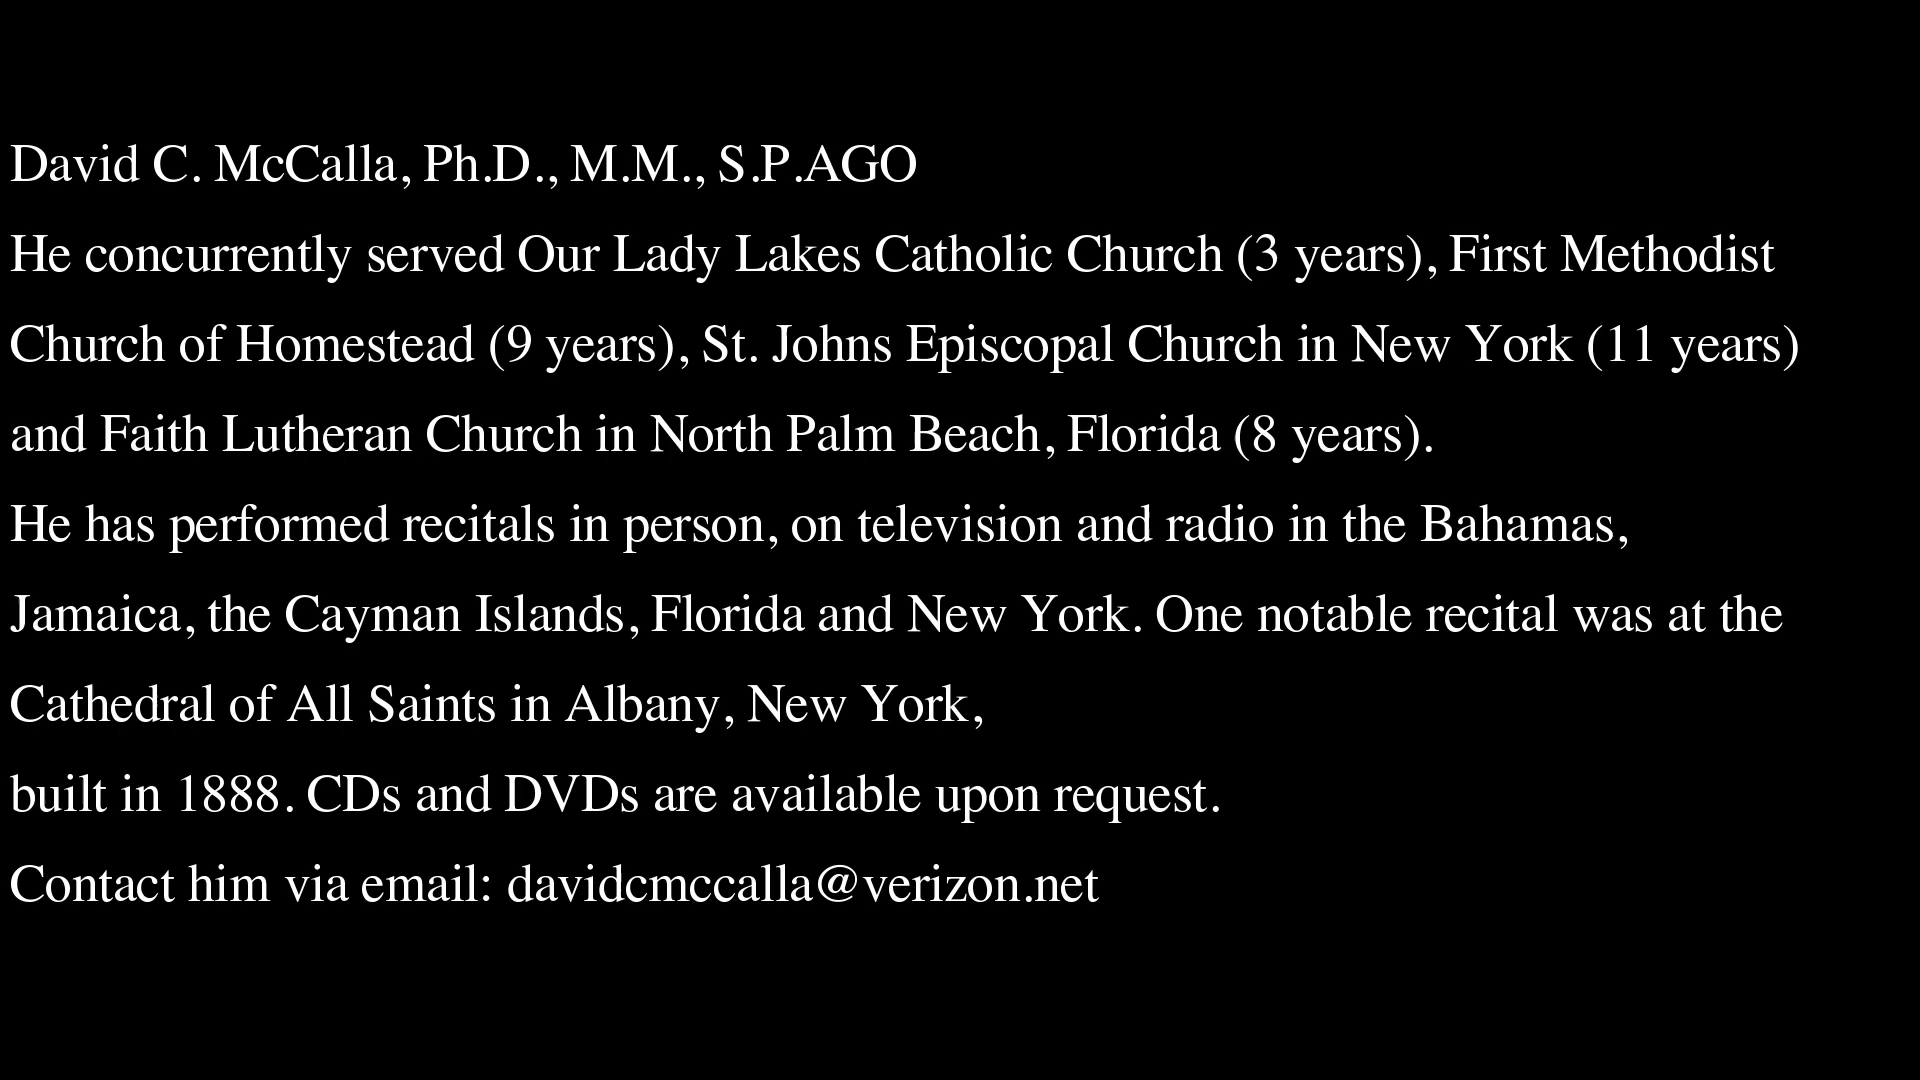 David C. McCalla, Ph.D., M.M., S.P.AGO
He concurrently served Our Lady Lakes Catholic Church (3 years), First Methodist
Church of Homestead (9 years), St. Johns Episcopal Church in New York (11 years)
and Faith Lutheran Church in North Palm Beach, Florida (8 years).
He has performed recitals in person, on television and radio in the Bahamas,
Jamaica, the Cayman Islands, Florida and New York. One notable recital was at the
Cathedral of All Saints in Albany, New York,
built in 1888. CDs and DVDs are available upon request.
Contact him via email: davidcmccalla@verizon.net